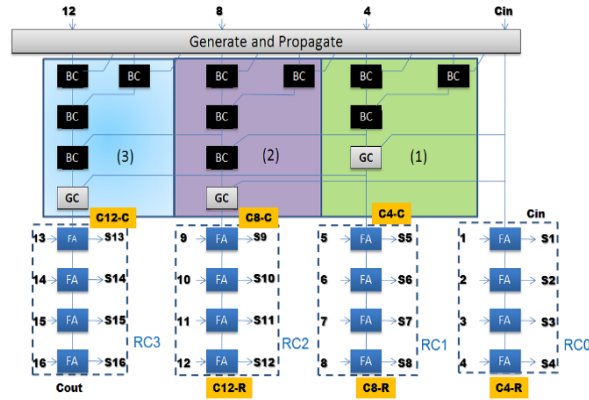 12 8 4 Cin
Generate and Propagate
BC BC BC BC BC BC
BC BC BC
BC (3) BC (2) GC (1)
GC GC
C12-C C8-C C4-C Cin
13 FA S13 9 FA S9 5 FA S5 1 FA S1
14 FA S14 10 FA S10 6 FA S6 2 FA S2
15 FA S15 11 FA S11 7 FA S7 3 FA S3
RC3 RC2 RC1 RC0
16 FA S16 12 FA S12 8 FA S8 4 FA S4
Cout C12-R C8-R C4-R